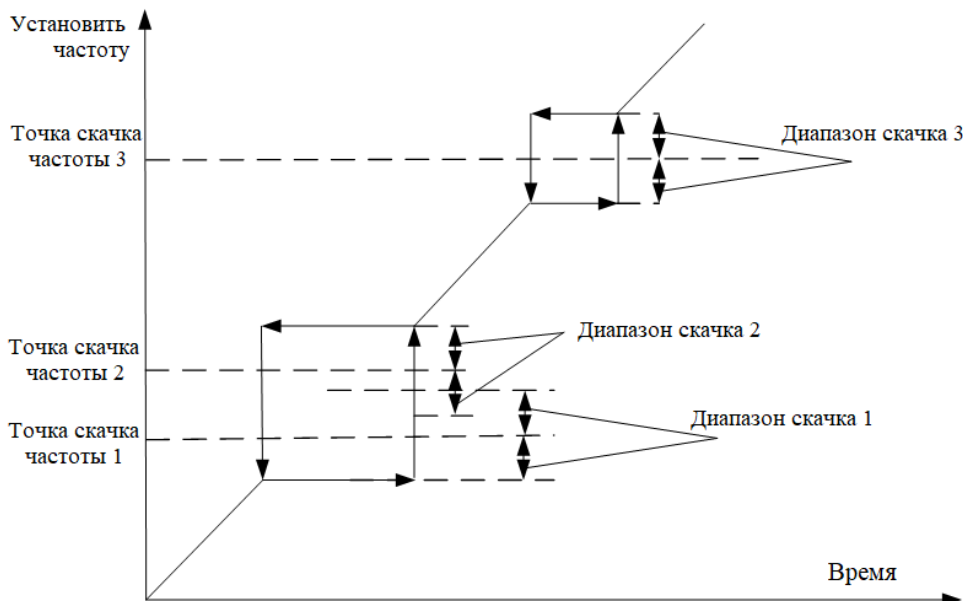 Установить
частоту
Точка скачка
частоты 3
Диапазон скачка 3
Точка скачка
частоты 2
Диапазон скачка 2
Точка скачка
частоты 1
Диапазон скачка 1
Время